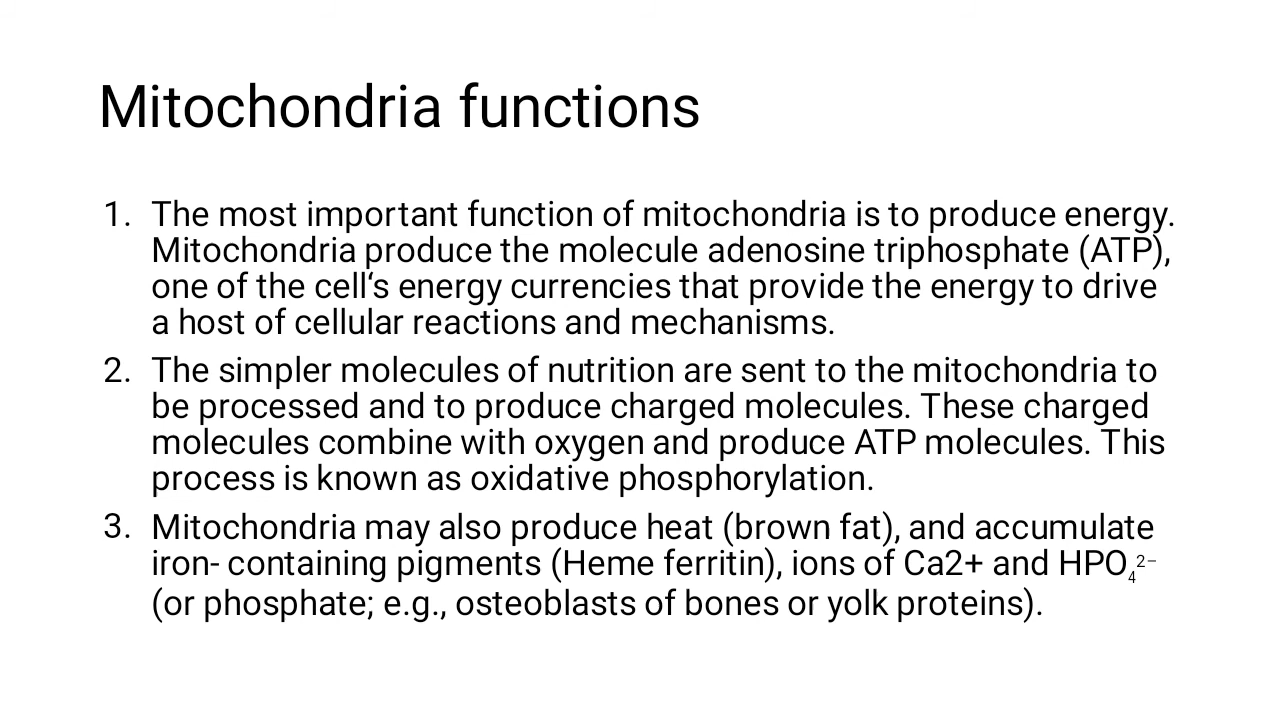 Mitochondria functions
1. The most important function of mitochondria is to produce energy.
Mitochondria produce the molecule adenosine triphosphate (ATP),
one of the cell‘s energy currencies that provide the energy to drive
a host of cellular reactions and mechanisms.
2. The simpler molecules of nutrition are sent to the mitochondria to
be processed and to produce charged molecules. These charged
molecules combine with oxygen and produce ATP molecules. This
process is known as oxidative phosphorylation.
3. Mitochondria may also produce heat (brown fat), and accumulate
iron- containing pigments (Heme ferritin), ions of Ca2+ and HPO₄²⁻
(or phosphate; e.g., osteoblasts of bones or yolk proteins).